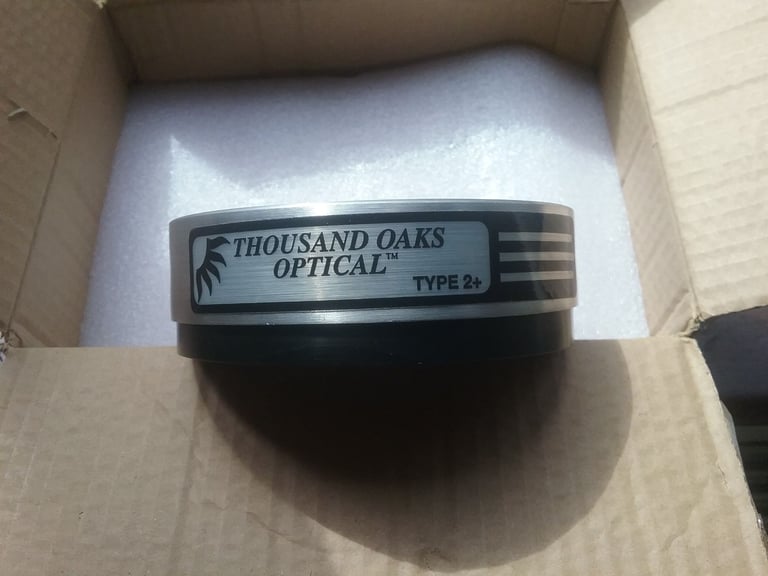 THOUSAND OAKS
OPTICAL™
TYPE 2+